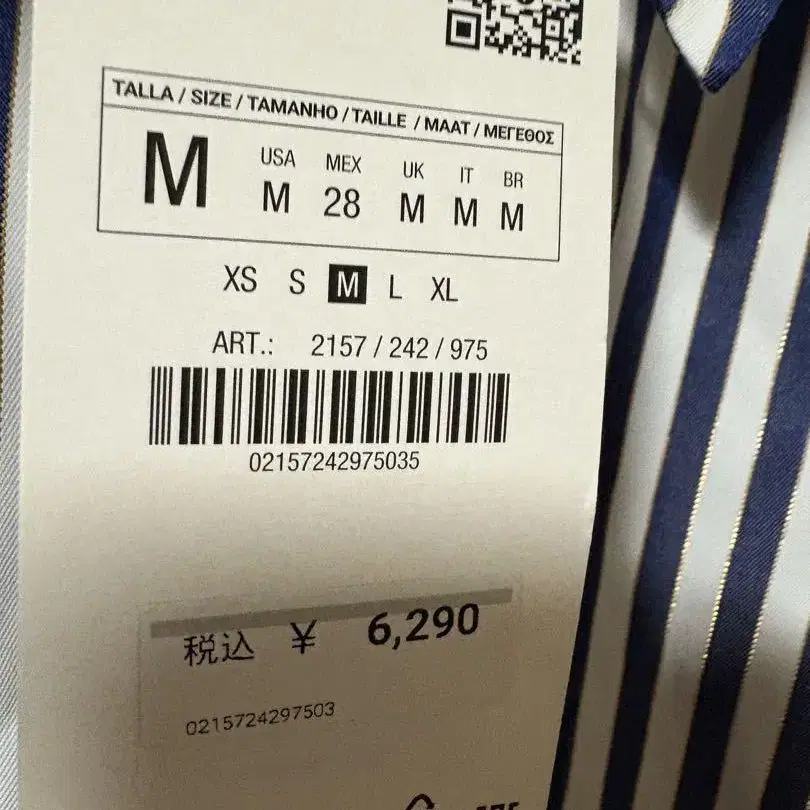 TALLA / SIZE / TAMANHO / TAILLE / MAAT / ΜΕΓΕΘΟΣ
M
USA MEX UK IT BR
M 28 M M M
XS S M L XL
ART.: 2157 / 242 / 975
02157242975035
税込 ¥ 6,290
0215724297503